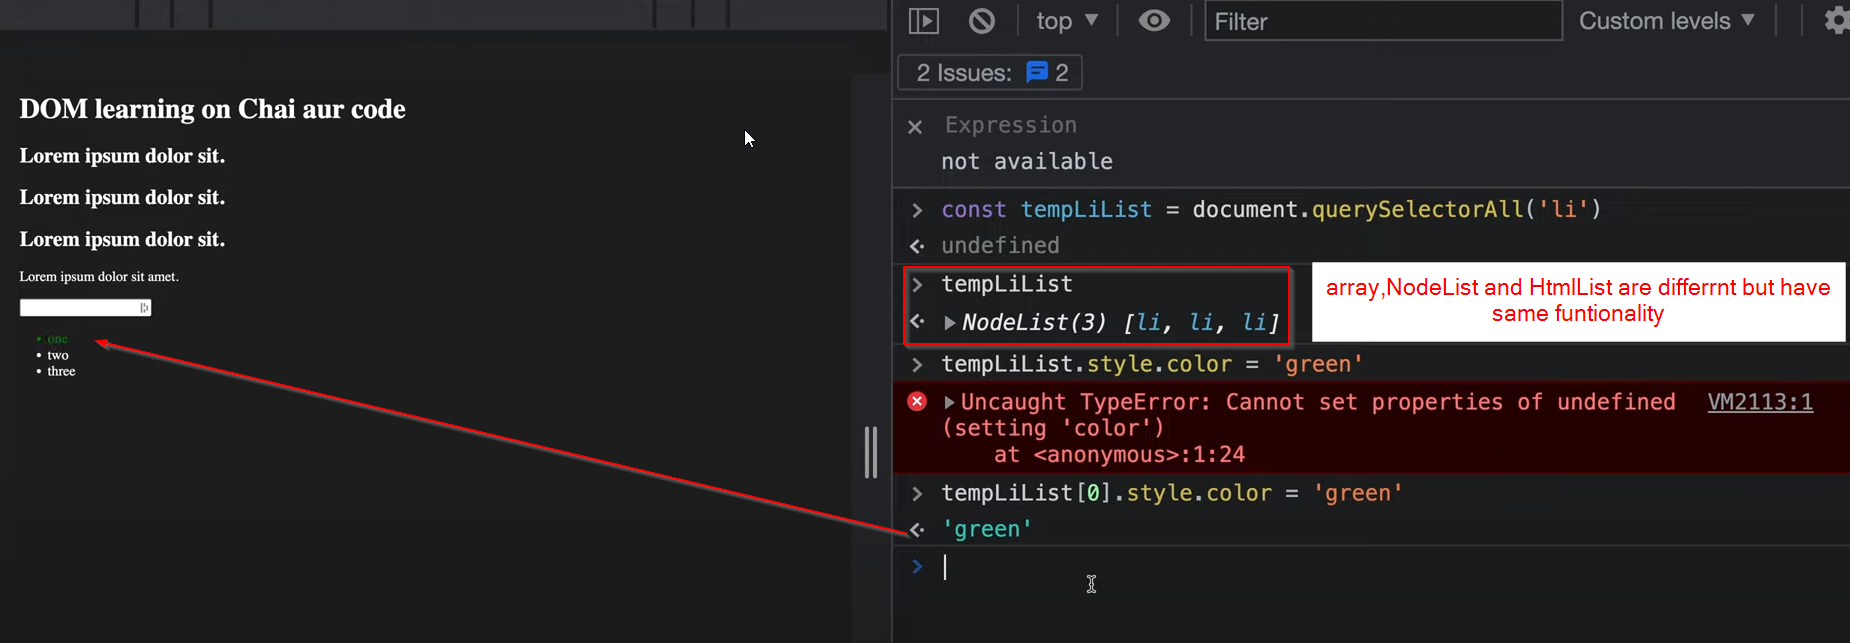 DOM learning on Chai aur code
Lorem ipsum dolor sit.
Lorem ipsum dolor sit.
Lorem ipsum dolor sit.
Lorem ipsum dolor sit amet.
• one
• two
• three
top ▼
Filter
Custom levels ▼
2 Issues: 2
× Expression
not available
> const tempLiList = document.querySelectorAll('li')
undefined
> tempLiList
▶ NodeList(3) [li, li, li]
array,NodeList and HtmlList are differrnt but have
same funtionality
> tempLiList.style.color = 'green'
▶ Uncaught TypeError: Cannot set properties of undefined VM2113:1
(setting 'color')
at <anonymous>:1:24
> tempLiList[0].style.color = 'green'
'green'
>